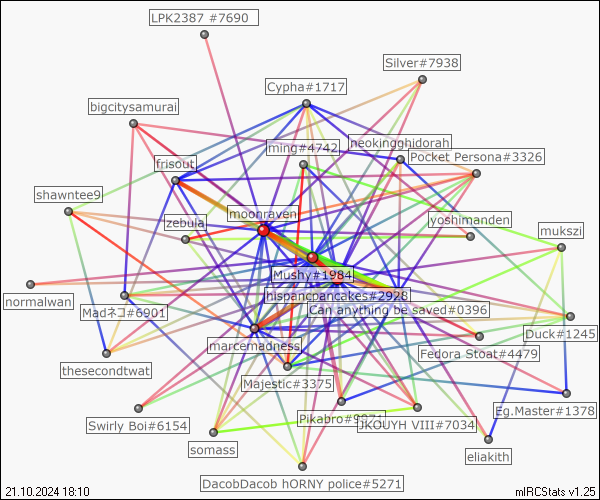 LPK2387 #7690
Silver#7938
Cypha#1717
bigcitysamurai
ming#4742
neokingghidorah
Pocket Persona#3326
frisout
shawntee9
moonraven
zebuja
yoshimanden
mukszi
Mushy#1984
hispancpancakes#2928
normalwan
Madネコ#6901
Can anything be saved#0396
Duck#1245
marcemadness
Fedora Stoat#4479
thesecondtwat
Majestic#3375
Eg.Master#1378
Swirly Boi#6154
JKOUYH VIII#7034
somass
eliakith
DacobDacob hORNY police#5271
21.10.2024 18:10
mIRCStats v1.25